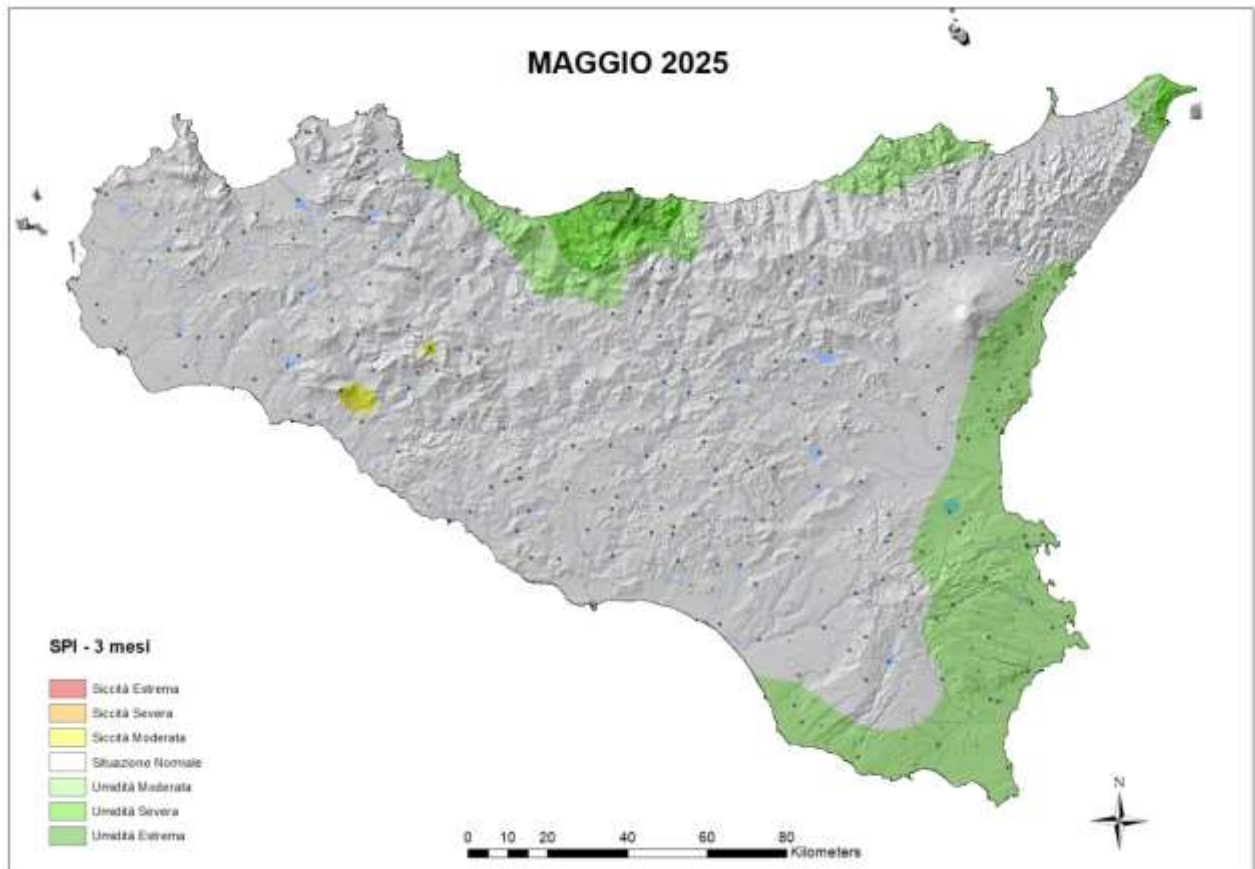 MAGGIO 2025
SPI - 3 mesi
Siccità Estrema
Siccità Severa
Siccità Moderata
Situazione Normale
Umidità Moderata
Umidità Severa
Umidità Estrema
0 10 20 40 60 80
Kilometers
N